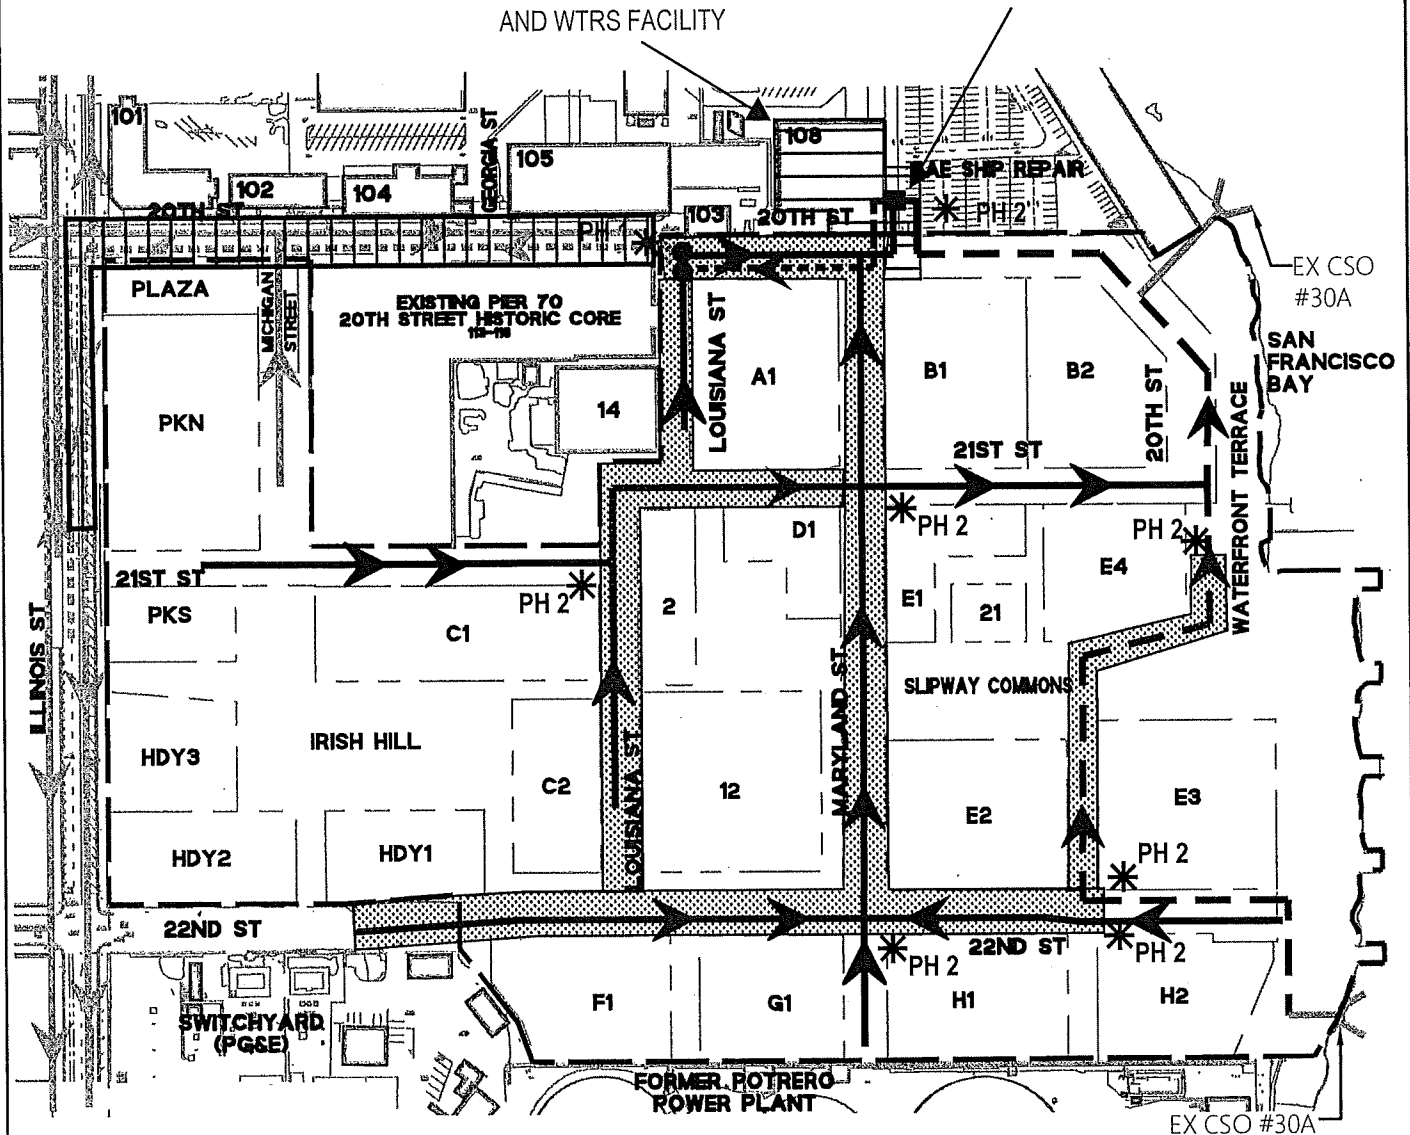 AND WTRS FACILITY
101
102
104
GEORGIA ST
105
103
108
BAE SHIP REPAIR
20TH ST
20TH ST
PH 2
EX CSO
#30A
PLAZA
MICHIGAN
STREET
EXISTING PIER 70
20TH STREET HISTORIC CORE
LOUISIANA ST
A1
B1
B2
SAN
FRANCISCO
BAY
PKN
14
20TH ST
WATERFRONT TERRACE
21ST ST
D1
PH 2
PH 2
21ST ST
PH 2
2
E1
21
E4
PKS
C1
ILLINOIS ST
MARYLAND ST
SLIPWAY COMMONS
HDY3
IRISH HILL
C2
LOUISIANA ST
12
E2
E3
HDY2
HDY1
PH 2
22ND ST
PH 2
22ND ST
PH 2
F1
G1
H1
H2
SWITCHYARD
(PG&E)
FORMER POTRERO
POWER PLANT
EX CSO #30A